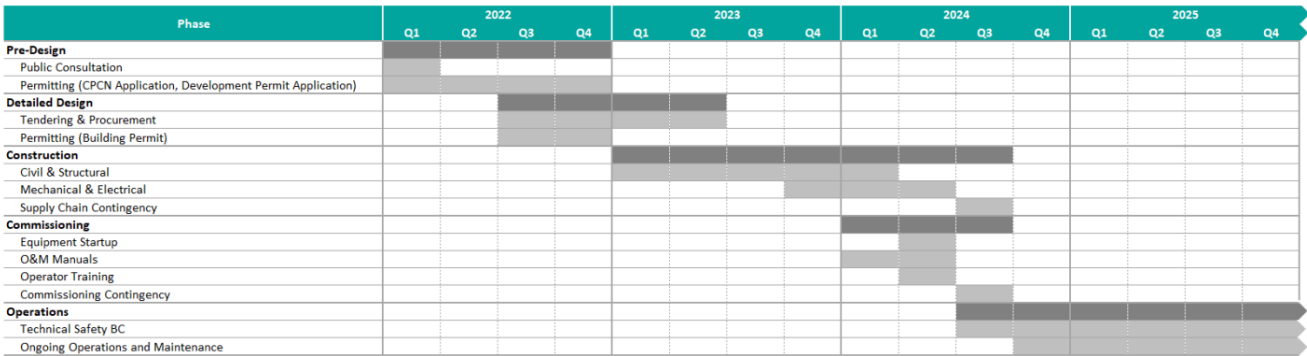 Phase 2022 2023 2024 2025
Q1 Q2 Q3 Q4 Q1 Q2 Q3 Q4 Q1 Q2 Q3 Q4 Q1 Q2 Q3 Q4
Pre-Design
Public Consultation
Permitting (CPCN Application, Development Permit Application)
Detailed Design
Tendering & Procurement
Permitting (Building Permit)
Construction
Civil & Structural
Mechanical & Electrical
Supply Chain Contingency
Commissioning
Equipment Startup
O&M Manuals
Operator Training
Commissioning Contingency
Operations
Technical Safety BC
Ongoing Operations and Maintenance